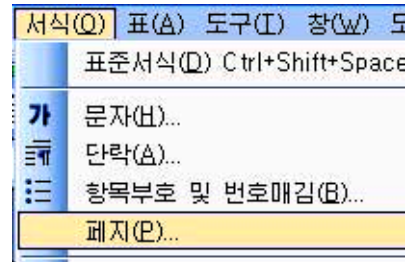 서식(O) 표(A) 도구(T) 창(W)
표준서식(D) Ctrl+Shift+Space
가 문자(H)...
단락(A)...
항목부호 및 번호매김(B)...
페지(P)...